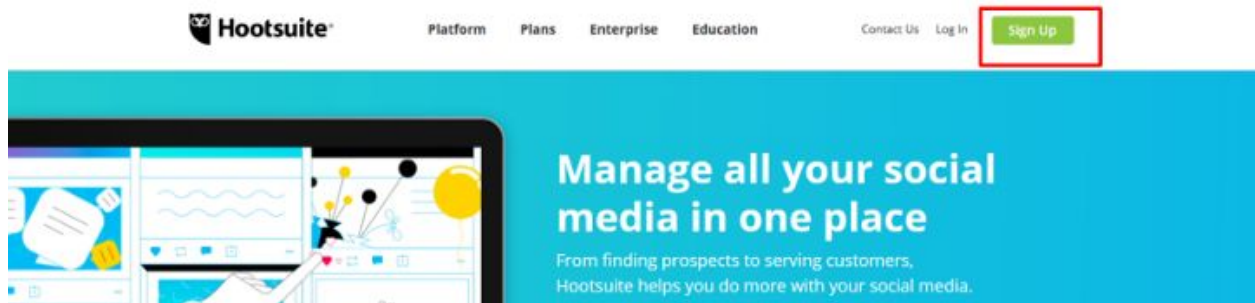 Hootsuite®
Platform Plans Enterprise Education
Contact Us Log In Sign Up
Manage all your social
media in one place
From finding prospects to serving customers,
Hootsuite helps you do more with your social media.